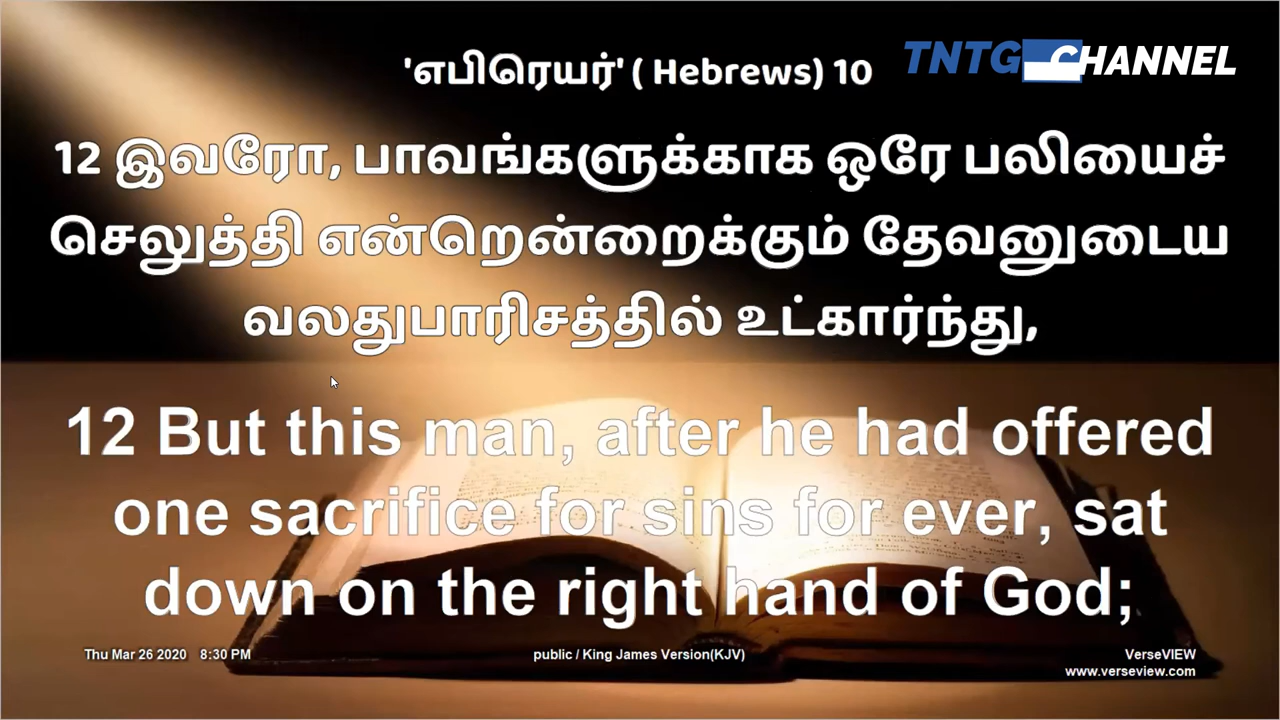 'எபிரெயர்' ( Hebrews) 10
TNTG CHANNEL
12 இவரோ, பாவங்களுக்காக ஒரே பலியைச்
செலுத்தி என்றென்றைக்கும் தேவனுடைய
வலதுபாரிசத்தில் உட்கார்ந்து,
12 But this man, after he had offered
one sacrifice for sins for ever, sat
down on the right hand of God;
Thu Mar 26 2020 8:30 PM
public / King James Version(KJV)
VerseVIEW
www.verseview.com